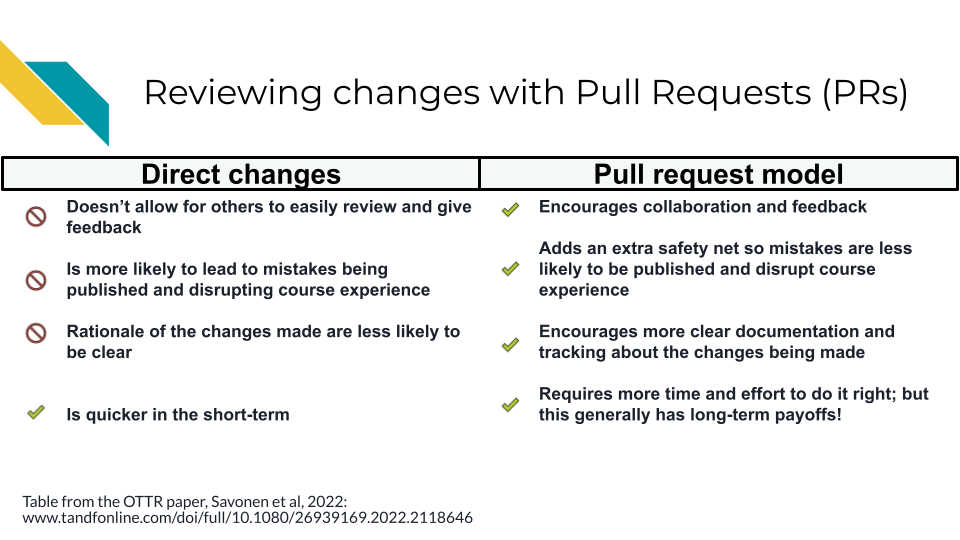 Reviewing changes with Pull Requests (PRs)
Direct changes
Pull request model
Doesn’t allow for others to easily review and give
feedback
Encourages collaboration and feedback
Is more likely to lead to mistakes being
published and disrupting course experience
Adds an extra safety net so mistakes are less
likely to be published and disrupt course
experience
Rationale of the changes made are less likely to
be clear
Encourages more clear documentation and
tracking about the changes being made
Is quicker in the short-term
Requires more time and effort to do it right; but
this generally has long-term payoffs!
Table from the OTTR paper, Savonen et al, 2022:
www.tandfonline.com/doi/full/10.1080/26939169.2022.2118646